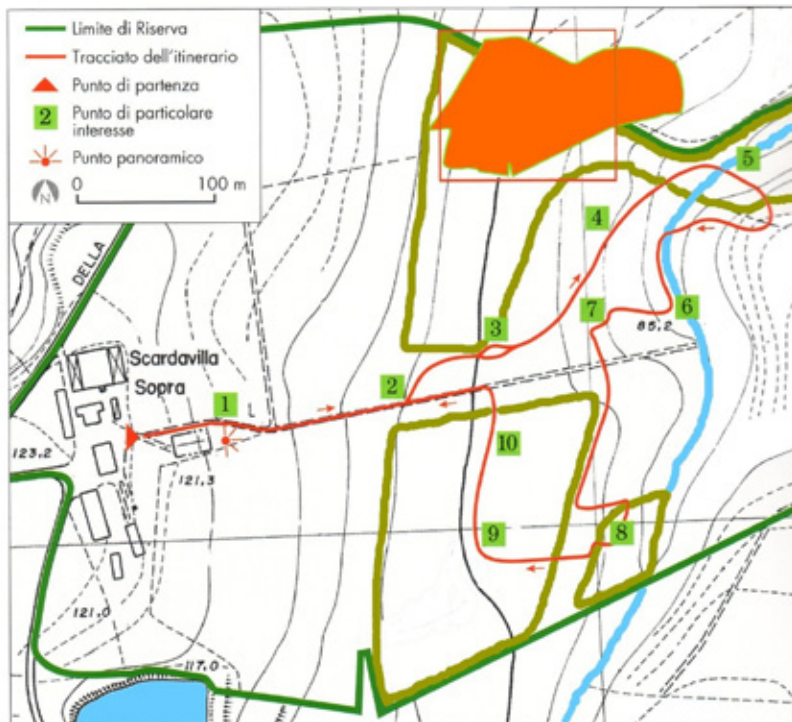 Limite di Riserva
Tracciato dell'itinerario
Punto di partenza
2 Punto di particolare
interesse
Punto panoramico
N 0 100 m
DELLA
5
4
3
7
6
85.2
Scardavilla
Sopra
1
2
10
123.2
121.3
9
8
121.0
117.0